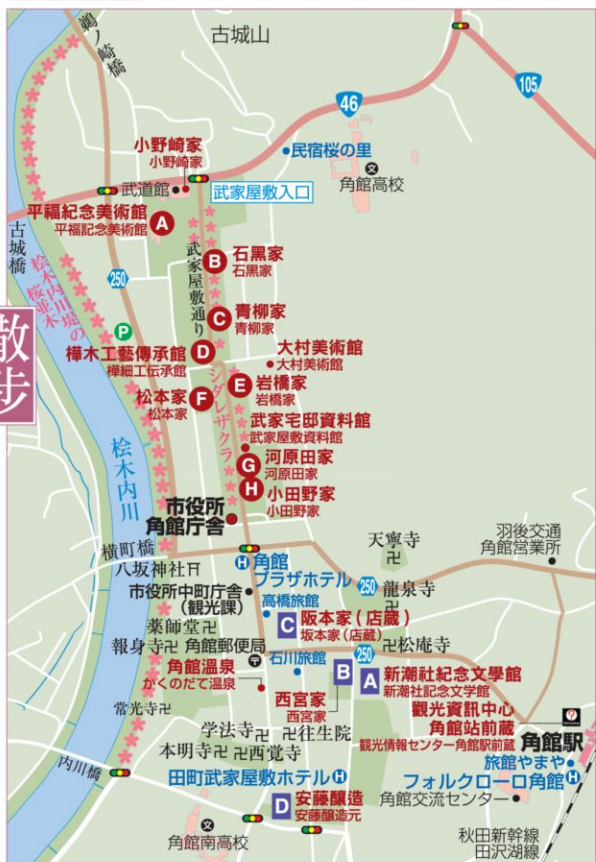 鵜ノ崎橋
古城山
46
105
小野崎家
小野崎家
民宿桜の里
文
角館高校
武道館
武家屋敷入口
平福紀念美術館
平福記念美術館
A
古城橋
桧木内川堤の
桜並木
250
武家屋敷通り
B
石黒家
石黒家
C
青柳家
青柳家
P
散步
樺木工藝傳承館
樺細工伝承館
D
大村美術館
大村美術館
シダレザクラ
E
岩橋家
岩橋家
松本家
松本家
F
武家宅邸資料館
武家屋敷資料館
桧木内川
G
河原田家
河原田家
H
小田野家
小田野家
市役所
角館庁舎
横町橋
八坂神社
H
角館
プラザホテル
天寧寺
羽後交通
角館営業所
市役所中町庁舎
(観光課)
高橋旅館
250
龍泉寺
薬師堂
C
阪本家(店蔵)
坂本家(店蔵)
報身寺
角館郵便局
〒
石川旅館
250
松庵寺
角館溫泉
かくのだて温泉
B
A
新潮社紀念文學館
新潮社記念文学館
西宮家
西宮家
常光寺
観光資訊中心
角館站前蔵
観光情報センター角館駅前蔵
?
角館駅
学法寺
往生院
本明寺
西覚寺
内川橋
旅館やまや
田町武家屋敷ホテル
H
フォルクローロ角館
H
D
安藤釀造
安藤醸造元
角館交流センター
文
角館南高校
秋田新幹線
田沢湖線